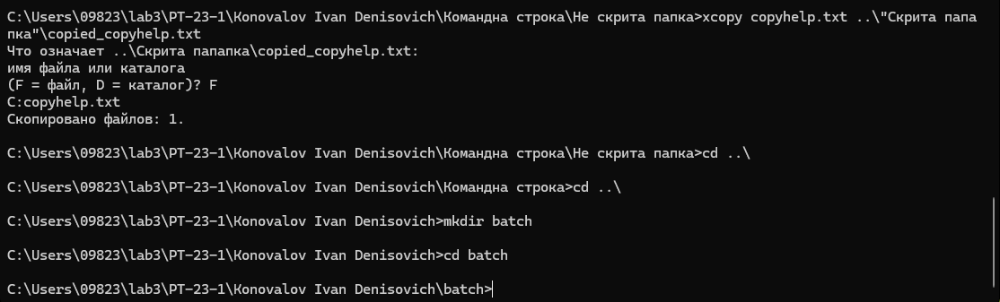 C:\Users\09823\lab3\PT-23-1\Konovalov Ivan Denisovich\Командна строка\Не скрита папка>xcopy copyhelp.txt ..\"Скрита папа
пка"\copied_copyhelp.txt
Что означает ..\Скрита папапка\copied_copyhelp.txt:
имя файла или каталога
(F = файл, D = каталог)? F
C:copyhelp.txt
Скопировано файлов: 1.
C:\Users\09823\lab3\PT-23-1\Konovalov Ivan Denisovich\Командна строка\Не скрита папка>cd ..\
C:\Users\09823\lab3\PT-23-1\Konovalov Ivan Denisovich\Командна строка>cd ..\
C:\Users\09823\lab3\PT-23-1\Konovalov Ivan Denisovich>mkdir batch
C:\Users\09823\lab3\PT-23-1\Konovalov Ivan Denisovich>cd batch
C:\Users\09823\lab3\PT-23-1\Konovalov Ivan Denisovich\batch>